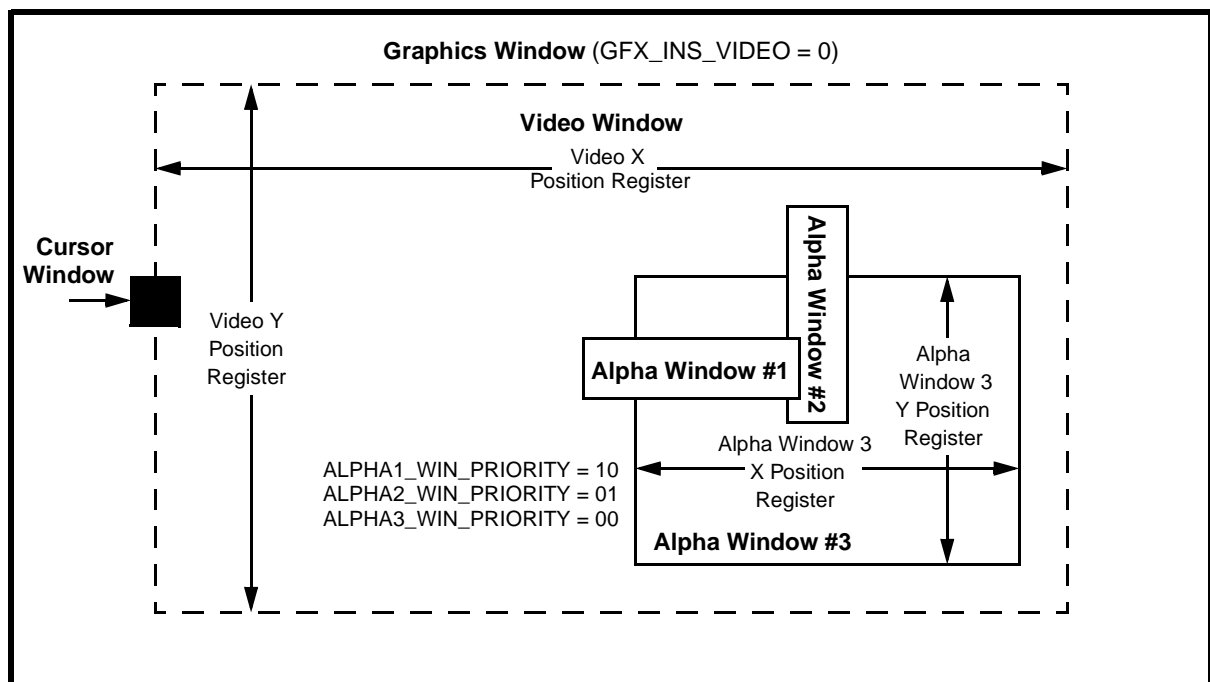 Graphics Window (GFX_INS_VIDEO = 0)
Video Window
Video X
Position Register
Cursor
Window
Video Y
Position
Register
Alpha Window #2
Alpha Window #1
Alpha
Window 3
Y Position
Register
Alpha Window 3
X Position
Register
ALPHA1_WIN_PRIORITY = 10
ALPHA2_WIN_PRIORITY = 01
ALPHA3_WIN_PRIORITY = 00
Alpha Window #3